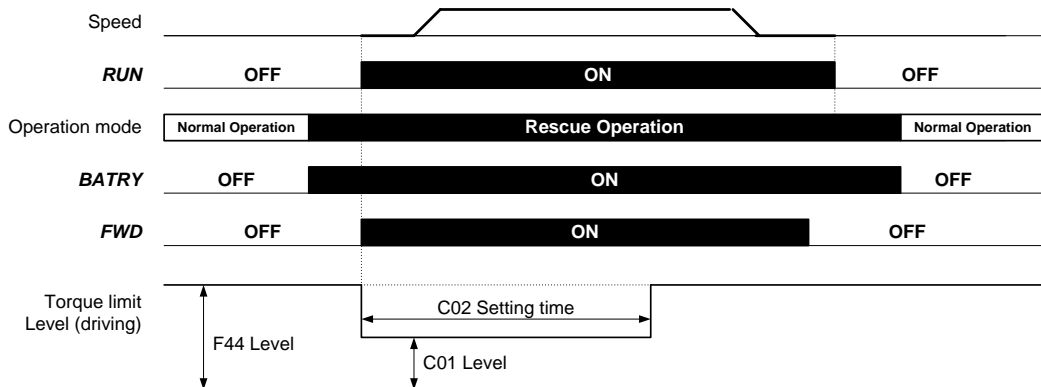 Speed
RUN OFF ON OFF
Operation mode Normal Operation Rescue Operation Normal Operation
BATRY OFF ON OFF
FWD OFF ON OFF
Torque limit
Level (driving)
C02 Setting time
F44 Level
C01 Level